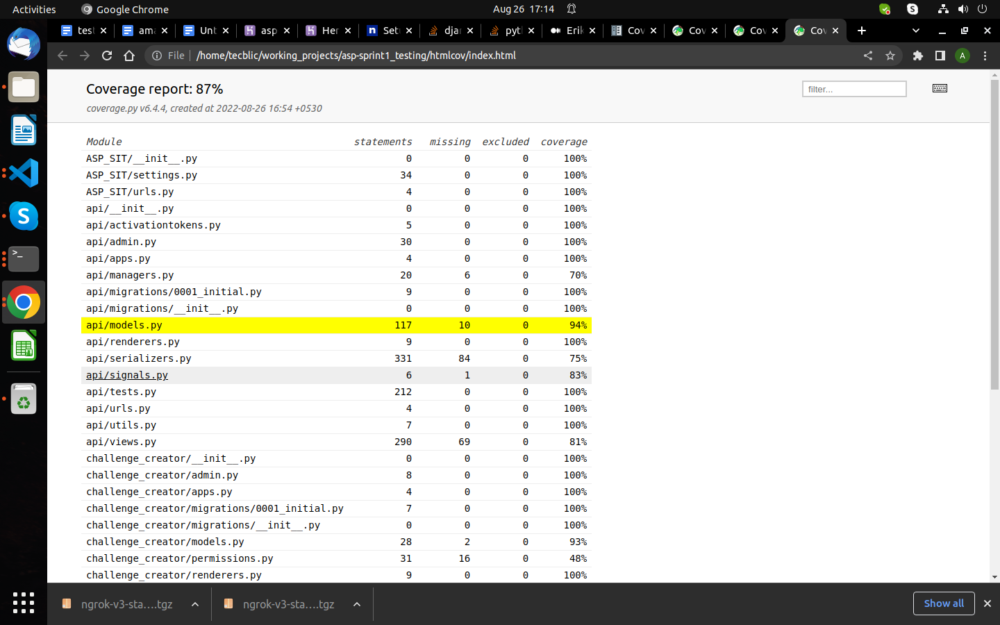 Activities Google Chrome Aug 26 17:14
test amaz Unt asp Her Setu djan pyth Erik Cov Cov Cov Cov
File /home/tecblic/working_projects/asp-sprint1_testing/htmlcov/index.html A
Coverage report: 87% filter...
coverage.py v6.4.4, created at 2022-08-26 16:54 +0530
Module statements missing excluded coverage
ASP_SIT/__init__.py 0 0 0 100%
ASP_SIT/settings.py 34 0 0 100%
ASP_SIT/urls.py 4 0 0 100%
api/__init__.py 0 0 0 100%
api/activationtokens.py 5 0 0 100%
api/admin.py 30 0 0 100%
api/apps.py 4 0 0 100%
api/managers.py 20 6 0 70%
api/migrations/0001_initial.py 9 0 0 100%
api/migrations/__init__.py 0 0 0 100%
api/models.py 117 10 0 94%
api/renderers.py 9 0 0 100%
api/serializers.py 331 84 0 75%
api/signals.py 6 1 0 83%
api/tests.py 212 0 0 100%
api/urls.py 4 0 0 100%
api/utils.py 7 0 0 100%
api/views.py 290 69 0 81%
challenge_creator/__init__.py 0 0 0 100%
challenge_creator/admin.py 8 0 0 100%
challenge_creator/apps.py 4 0 0 100%
challenge_creator/migrations/0001_initial.py 7 0 0 100%
challenge_creator/migrations/__init__.py 0 0 0 100%
challenge_creator/models.py 28 2 0 93%
challenge_creator/permissions.py 31 16 0 48%
challenge_creator/renderers.py 9 0 0 100%
ngrok-v3-sta....tgz ngrok-v3-sta....tgz Show all